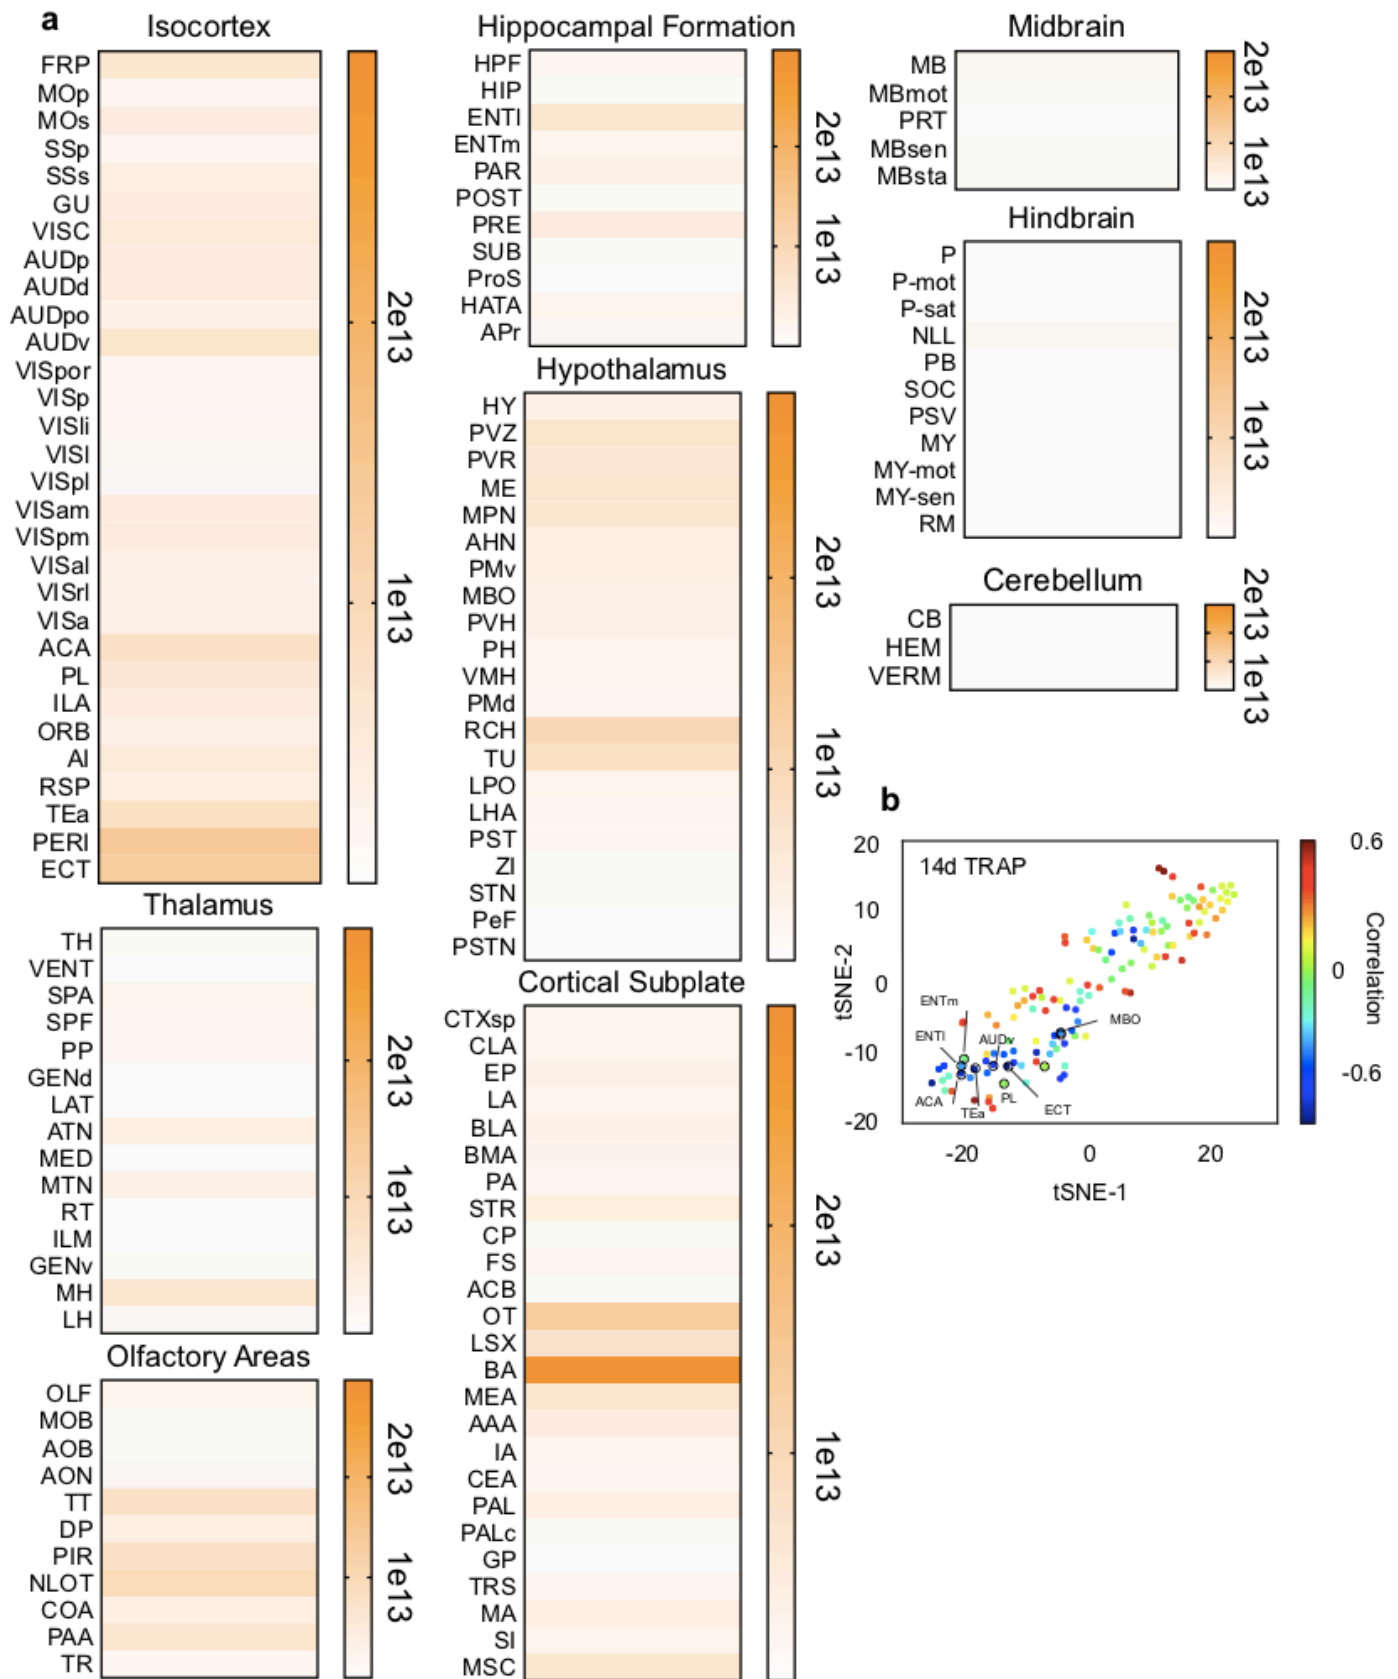 a
Isocortex
FRP
MOp
MOs
SSp
SSs
GU
VISC
AUDp
AUDd
AUDpo
AUDv
VISpor
VISp
VISli
VISl
VISpl
VISam
VISpm
VISal
VISrl
VISa
ACA
PL
ILA
ORB
AI
RSP
TEa
PERI
ECT
2e13
1e13
Thalamus
TH
VENT
SPA
SPF
PP
GENd
LAT
ATN
MED
MTN
RT
ILM
GENv
MH
LH
2e13
1e13
Olfactory Areas
OLF
MOB
AOB
AON
TT
DP
PIR
NLOT
COA
PAA
TR
2e13
1e13
Hippocampal Formation
HPF
HIP
ENTl
ENTm
PAR
POST
PRE
SUB
ProS
HATA
APr
2e13
1e13
Hypothalamus
HY
PVZ
PVR
ME
MPN
AHN
PMv
MBO
PVH
PH
VMH
PMd
RCH
TU
LPO
LHA
PST
ZI
STN
PeF
PSTN
2e13
1e13
Cortical Subplate
CTXsp
CLA
EP
LA
BLA
BMA
PA
STR
CP
FS
ACB
OT
LSX
BA
MEA
AAA
IA
CEA
PAL
PALc
GP
TRS
MA
SI
MSC
2e13
1e13
Midbrain
MB
MBmot
PRT
MBsen
MBsta
2e13
1e13
Hindbrain
P
P-mot
P-sat
NLL
PB
SOC
PSV
MY
MY-mot
MY-sen
RM
2e13
1e13
Cerebellum
CB
HEM
VERM
2e13
1e13
b
14d TRAP
20
10
0
-10
-20
tSNE-2
-20
0
20
tSNE-1
ENTm
ENTl
AUDv
MBO
ACA
TEa
PL
ECT
0.6
0
-0.6
Correlation